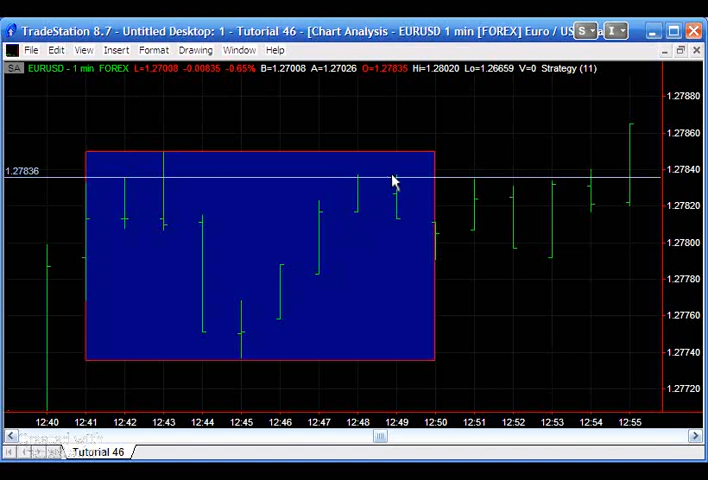 TradeStation 8.7 - Untitled Desktop: 1 - Tutorial 46 - [Chart Analysis - EURUSD 1 min [FOREX] Euro / US
S I
File Edit View Insert Format Drawing Window Help
SA EURUSD - 1 min FOREX L=1.27008 -0.00835 -0.65% B=1.27008 A=1.27026 O=1.27835 Hi=1.28020 Lo=1.26659 V=0 Strategy (11)
1.27880
1.27860
1.27840
1.27836
1.27820
1.27800
1.27780
1.27760
1.27740
1.27720
12:40 12:41 12:42 12:43 12:44 12:45 12:46 12:47 12:48 12:49 12:50 12:51 12:52 12:53 12:54 12:55
Created with
Tutorial 46